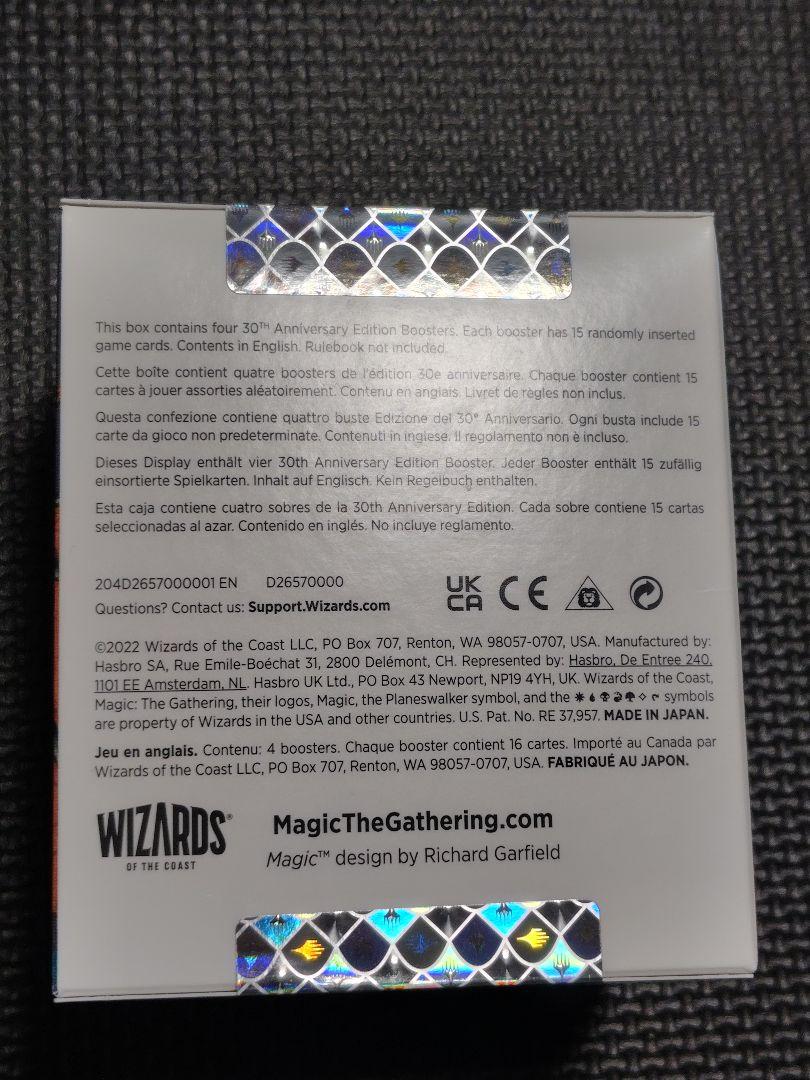 This box contains four 30TH Anniversary Edition Boosters. Each booster has 15 randomly inserted
game cards. Contents in English. Rulebook not included.
Cette boîte contient quatre boosters de l'édition 30e anniversaire. Chaque booster contient 15
cartes à jouer assorties aléatoirement. Contenu en anglais. Livret de règles non inclus.
Questa confezione contiene quattro buste Edizione del 30° Anniversario. Ogni busta include 15
carte da gioco non predeterminate. Contenuti in inglese. Il regolamento non è incluso.
Dieses Display enthält vier 30th Anniversary Edition Booster. Jeder Booster enthält 15 zufällig
einsortierte Spielkarten. Inhalt auf Englisch. Kein Regelbuch enthalten.
Esta caja contiene cuatro sobres de la 30th Anniversary Edition. Cada sobre contiene 15 cartas
seleccionadas al azar. Contenido en inglés. No incluye reglamento.
204D2657000001 EN D26570000
Questions? Contact us: Support.Wizards.com
UK
CA CE
©2022 Wizards of the Coast LLC, PO Box 707, Renton, WA 98057-0707, USA. Manufactured by:
Hasbro SA, Rue Emile-Boéchat 31, 2800 Delémont, CH. Represented by: Hasbro, De Entree 240,
1101 EE Amsterdam, NL. Hasbro UK Ltd., PO Box 43 Newport, NP19 4YH, UK. Wizards of the Coast,
Magic: The Gathering, their logos, Magic, the Planeswalker symbol, and the symbols
are property of Wizards in the USA and other countries. U.S. Pat. No. RE 37,957. MADE IN JAPAN.
Jeu en anglais. Contenu: 4 boosters. Chaque booster contient 16 cartes. Importé au Canada par
Wizards of the Coast LLC, PO Box 707, Renton, WA 98057-0707, USA. FABRIQUÉ AU JAPON.
WIZARDS®
OF THE COAST
MagicTheGathering.com
Magic™ design by Richard Garfield